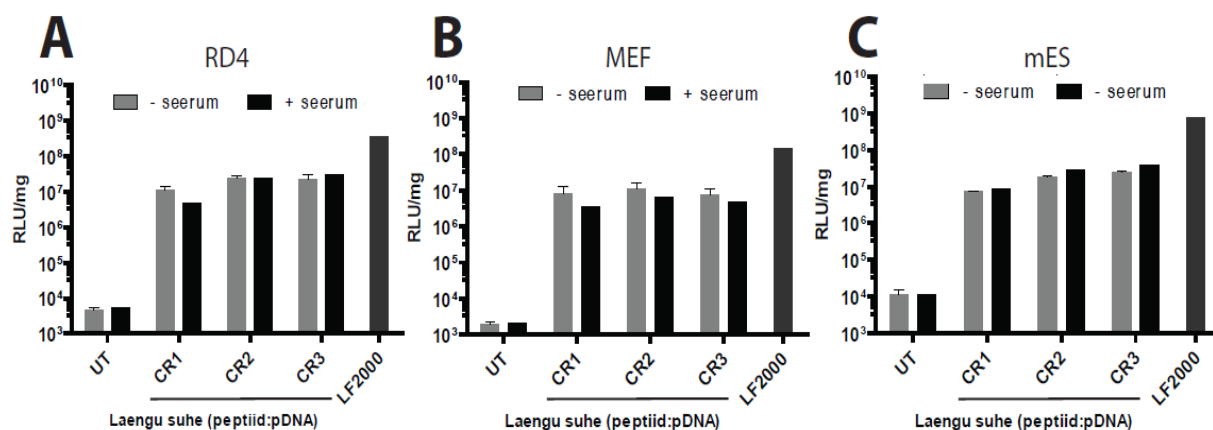 A
RD4
- seerum
+ seerum
10^10
10^9
10^8
10^7
10^6
10^5
10^4
10^3
RLU/mg
UT
CR1
CR2
CR3
LF2000
Laengu suhe (peptiid:pDNA)
B
MEF
- seerum
+ seerum
10^10
10^9
10^8
10^7
10^6
10^5
10^4
10^3
RLU/mg
UT
CR1
CR2
CR3
LF2000
Laengu suhe (peptiid:pDNA)
C
mES
- seerum
- seerum
10^10
10^9
10^8
10^7
10^6
10^5
10^4
10^3
RLU/mg
UT
CR1
CR2
CR3
LF2000
Laengu suhe (peptiid:pDNA)